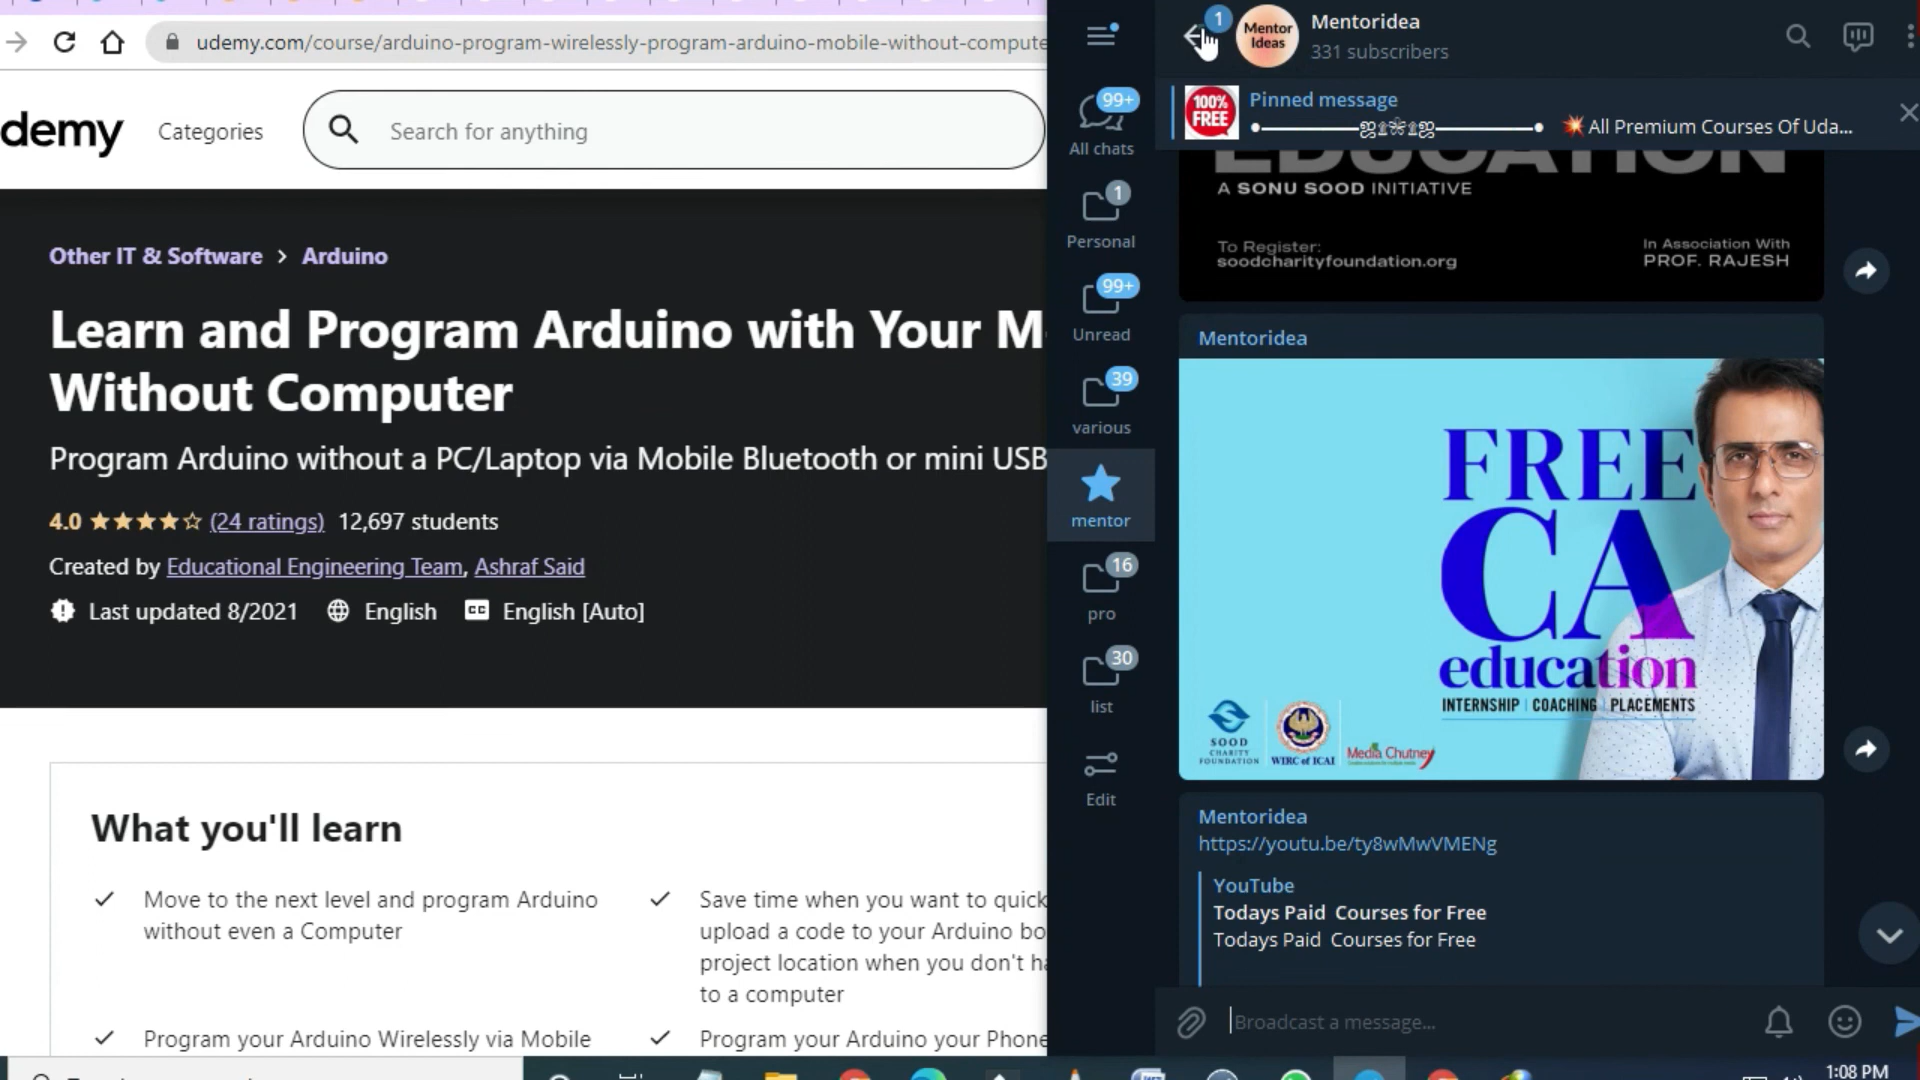 udemy.com/course/arduino-program-wirelessly-program-arduino-mobile-without-compute
demy
Categories
Search for anything
Other IT & Software > Arduino
Learn and Program Arduino with Your M
Without Computer
Program Arduino without a PC/Laptop via Mobile Bluetooth or mini USB
4.0 (24 ratings) 12,697 students
Created by Educational Engineering Team, Ashraf Said
Last updated 8/2021 English CC English [Auto]
What you'll learn
Move to the next level and program Arduino
without even a Computer
Save time when you want to quick
upload a code to your Arduino bo
project location when you don't ha
to a computer
Program your Arduino Wirelessly via Mobile
Program your Arduino your Phone
99+
All chats
1
Personal
99+
Unread
39
various
mentor
16
pro
30
list
Edit
1
Mentor
Ideas
Mentoridea
331 subscribers
100%
FREE
Pinned message
All Premium Courses Of Uda...
EDUCATION
A SONU SOOD INITIATIVE
To Register:
soodcharityfoundation.org
In Association With
PROF. RAJESH
Mentoridea
FREE
CA
education
INTERNSHIP | COACHING | PLACEMENTS
SOOD
CHARITY
FOUNDATION
WIRC of ICAI
Media Chutney
Mentoridea
https://youtu.be/ty8wMwVMENg
YouTube
Todays Paid Courses for Free
Todays Paid Courses for Free
Broadcast a message...
1:08 PM